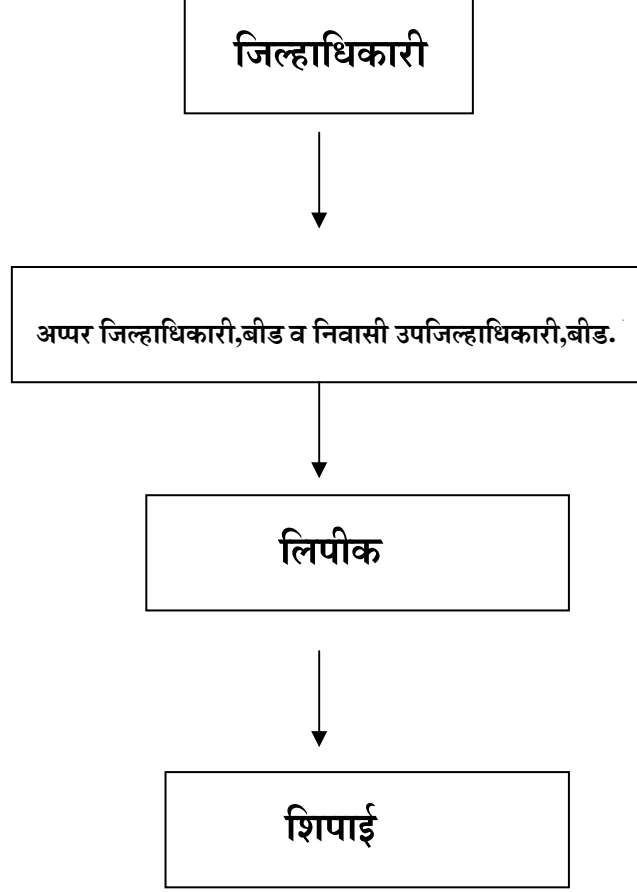 जिल्हाधिकारी
अप्पर जिल्हाधिकारी,बीड व निवासी उपजिल्हाधिकारी,बीड.
लिपीक
शिपाई